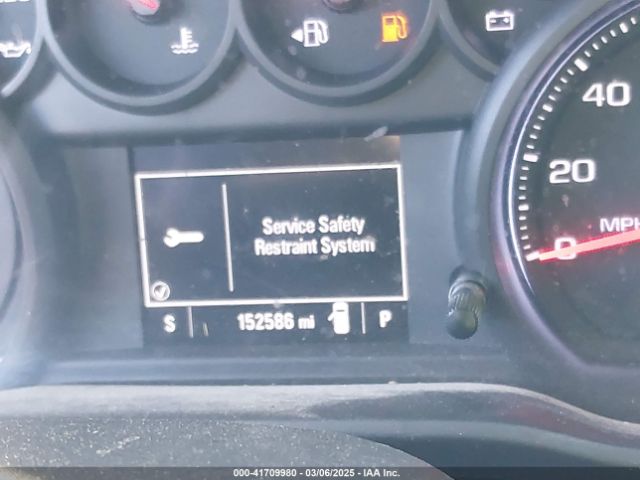 40
20
MPH
0
Service Safety
Restraint System
S 152586 mi P
000-41709980 - 03/06/2025 - IAA Inc.